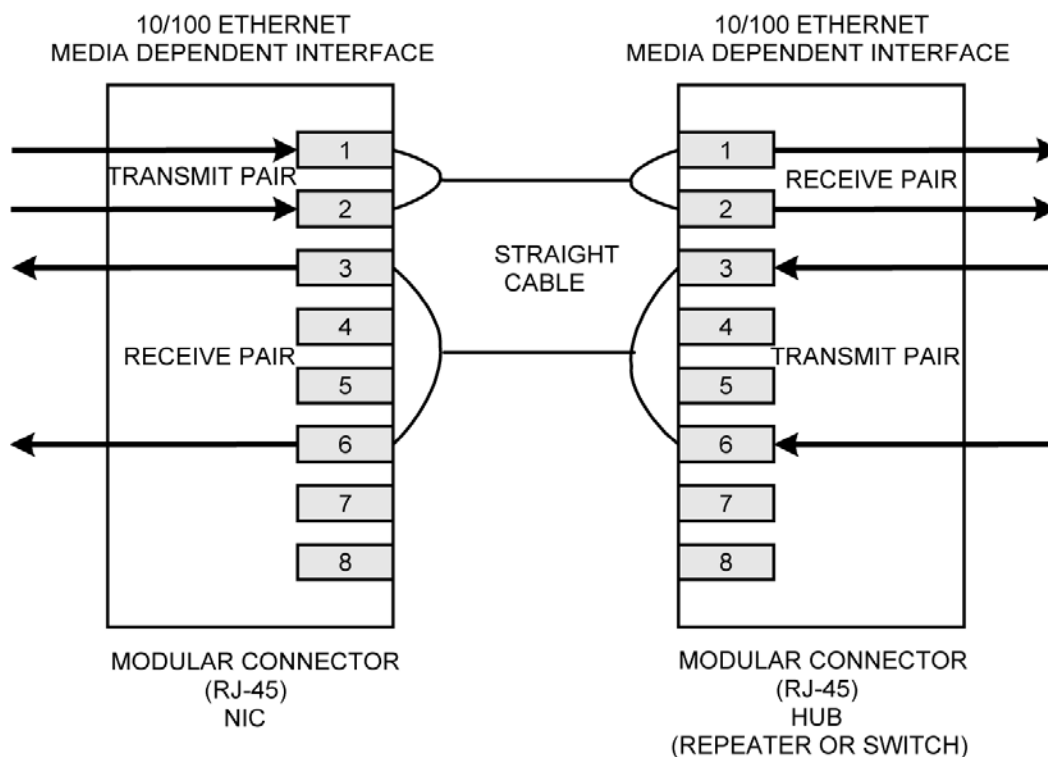 10/100 ETHERNET
MEDIA DEPENDENT INTERFACE
10/100 ETHERNET
MEDIA DEPENDENT INTERFACE
1
TRANSMIT PAIR
2
3
4
RECEIVE PAIR
5
6
7
8
STRAIGHT
CABLE
1
RECEIVE PAIR
2
3
4
TRANSMIT PAIR
5
6
7
8
MODULAR CONNECTOR
(RJ-45)
NIC
MODULAR CONNECTOR
(RJ-45)
HUB
(REPEATER OR SWITCH)